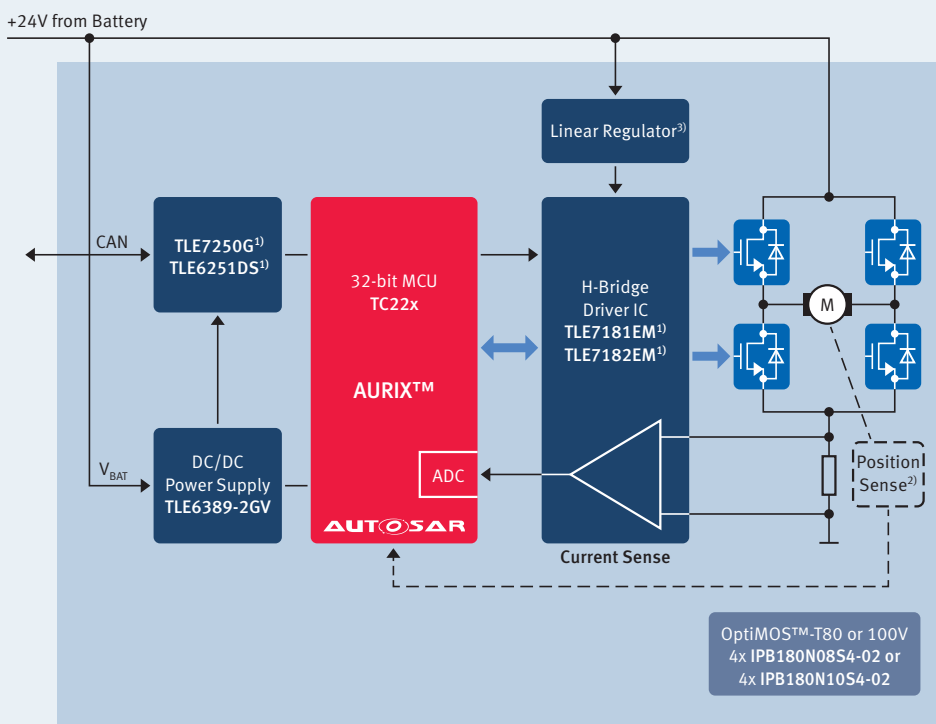 +24V from Battery
Linear Regulator3)
CAN
TLE7250G1)
TLE6251DS1)
32-bit MCU
TC22x
AURIX™
H-Bridge
Driver IC
TLE7181EM1)
TLE7182EM1)
M
VBAT
DC/DC
Power Supply
TLE6389-2GV
ADC
AUTOSAR
Position
Sense2)
Current Sense
OptiMOS™-T80 or 100V
4x IPB180N08S4-02 or
4x IPB180N10S4-02